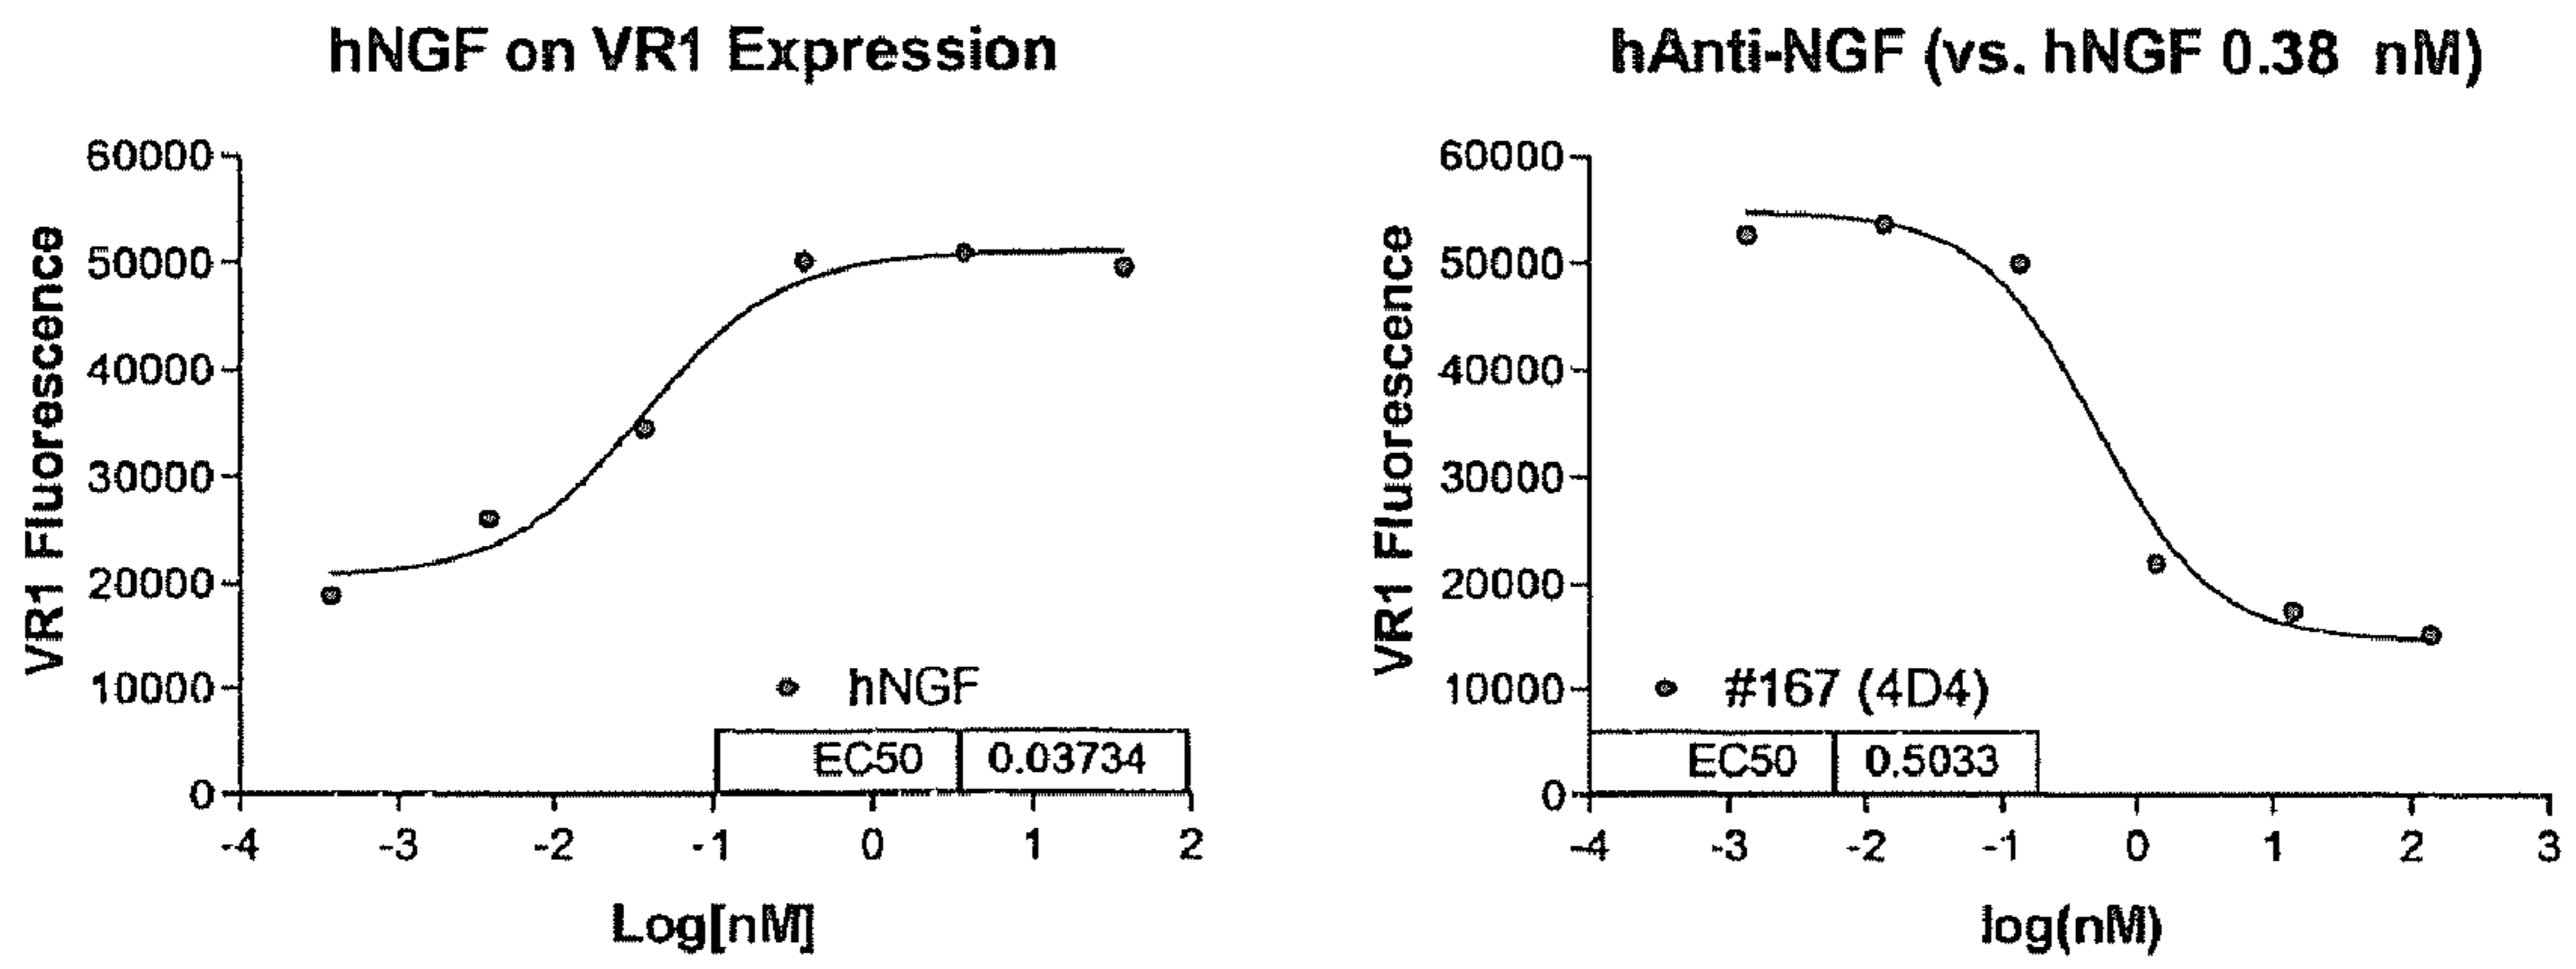 hNGF on VR1 Expression
60000
50000
40000
30000
20000
10000
0
VR1 Fluorescence
hNGF
EC50 0.03734
-4 -3 -2 -1 0 1 2
Log[nM]
hAnti-NGF (vs. hNGF 0.38 nM)
60000
50000
40000
30000
20000
10000
0
VR1 Fluorescence
#167 (4D4)
EC50 0.5033
-4 -3 -2 -1 0 1 2 3
log(nM)